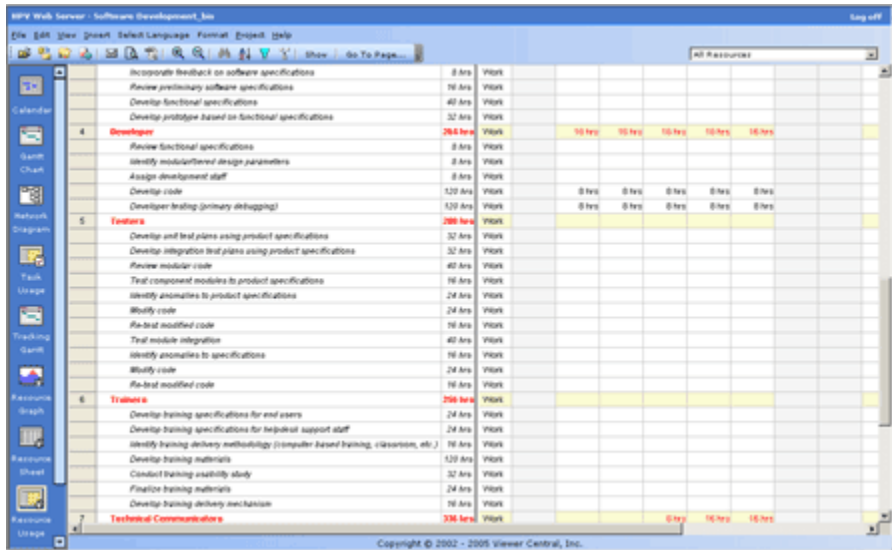 HPV Web Server - Software Development_bio Log off
File Edit View Insert Select Language Format Project Help
Show Go To Page... All Resources
Incorporate feedback on software specifications 8 hrs Work
Review preliminary software specifications 16 hrs Work
Develop functional specifications 40 hrs Work
Develop prototype based on functional specifications 32 hrs Work
4 Developer Work 16 hrs 16 hrs 16 hrs 16 hrs 16 hrs
Review functional specifications 8 hrs Work
Identify modular/tiered design parameters 8 hrs Work
Assign development staff 8 hrs Work
Develop code 120 hrs Work 8 hrs 8 hrs 8 hrs 8 hrs 8 hrs
Developer testing (primary debugging) 120 hrs Work 8 hrs 8 hrs 8 hrs 8 hrs 8 hrs
5 Testers 280 hrs Work
Develop unit test plans using product specifications 32 hrs Work
Develop integration test plans using product specifications 32 hrs Work
Review modular code 40 hrs Work
Test component modules to product specifications 16 hrs Work
Identify anomalies to product specifications 24 hrs Work
Modify code 24 hrs Work
Re-test modified code 16 hrs Work
Test module integration 40 hrs Work
Identify anomalies to specifications 16 hrs Work
Modify code 24 hrs Work
Re-test modified code 16 hrs Work
6 Trainers 256 hrs Work
Develop training specifications for end users 24 hrs Work
Develop training specifications for helpdesk support staff 24 hrs Work
Identify training delivery methodology (computer based training, classroom, etc.) 16 hrs Work
Develop training materials 120 hrs Work
Conduct training usability study 32 hrs Work
Finalize training materials 24 hrs Work
Develop training delivery mechanism 16 hrs Work
7 Technical Communicators 336 hrs Work 8 hrs 16 hrs 16 hrs
Calendar
Gantt
Chart
Network
Diagram
Task
Usage
Tracking
Gantt
Resource
Graph
Resource
Sheet
Resource
Usage
Copyright © 2002 - 2005 Viewer Central, Inc.